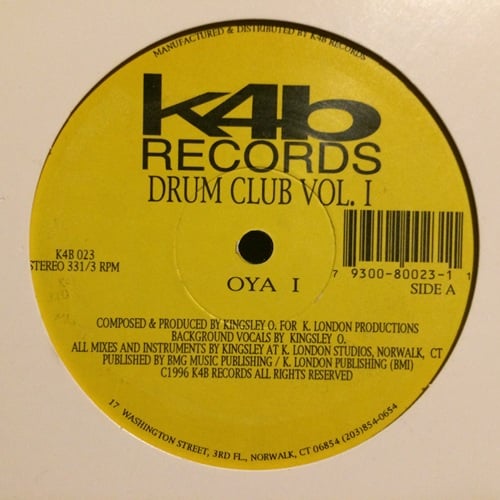 MANUFACTURED & DISTRIBUTED BY K4B RECORDS
k4b
RECORDS
DRUM CLUB VOL. I
K4B 023
STEREO 331/3 RPM
7 9300-80023-1 1
OYA I
SIDE A
COMPOSED & PRODUCED BY KINGSLEY O. FOR K. LONDON PRODUCTIONS
BACKGROUND VOCALS BY KINGSLEY O.
ALL MIXES AND INSTRUMENTS BY KINGSLEY AT K. LONDON STUDIOS, NORWALK, CT
PUBLISHED BY BMG MUSIC PUBLISHING / K. LONDON PUBLISHING (BMI)
C1996 K4B RECORDS ALL RIGHTS RESERVED
17 WASHINGTON STREET, 3RD FL., NORWALK, CT 06854 (203)854-0654